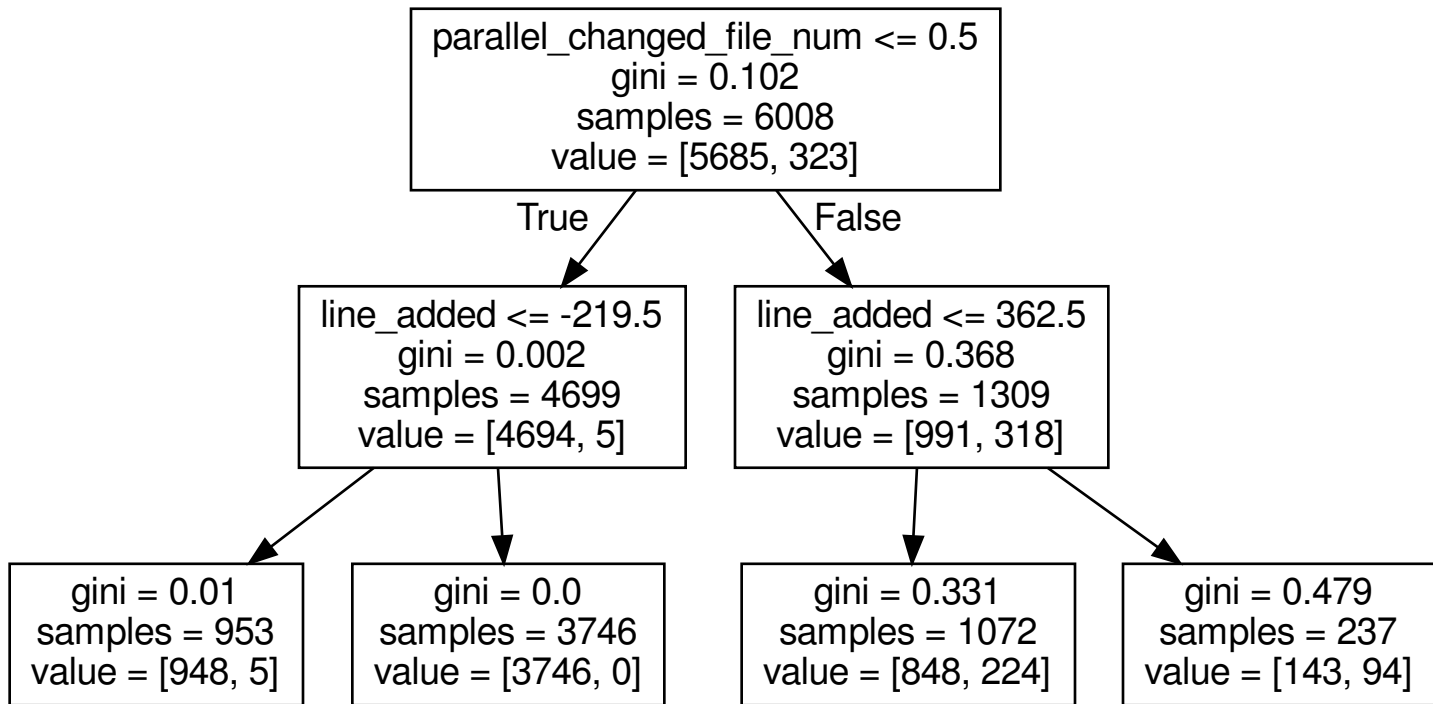 parallel_changed_file_num <= 0.5
gini = 0.102
samples = 6008
value = [5685, 323]
True
False
line_added <= -219.5
gini = 0.002
samples = 4699
value = [4694, 5]
line_added <= 362.5
gini = 0.368
samples = 1309
value = [991, 318]
gini = 0.01
samples = 953
value = [948, 5]
gini = 0.0
samples = 3746
value = [3746, 0]
gini = 0.331
samples = 1072
value = [848, 224]
gini = 0.479
samples = 237
value = [143, 94]